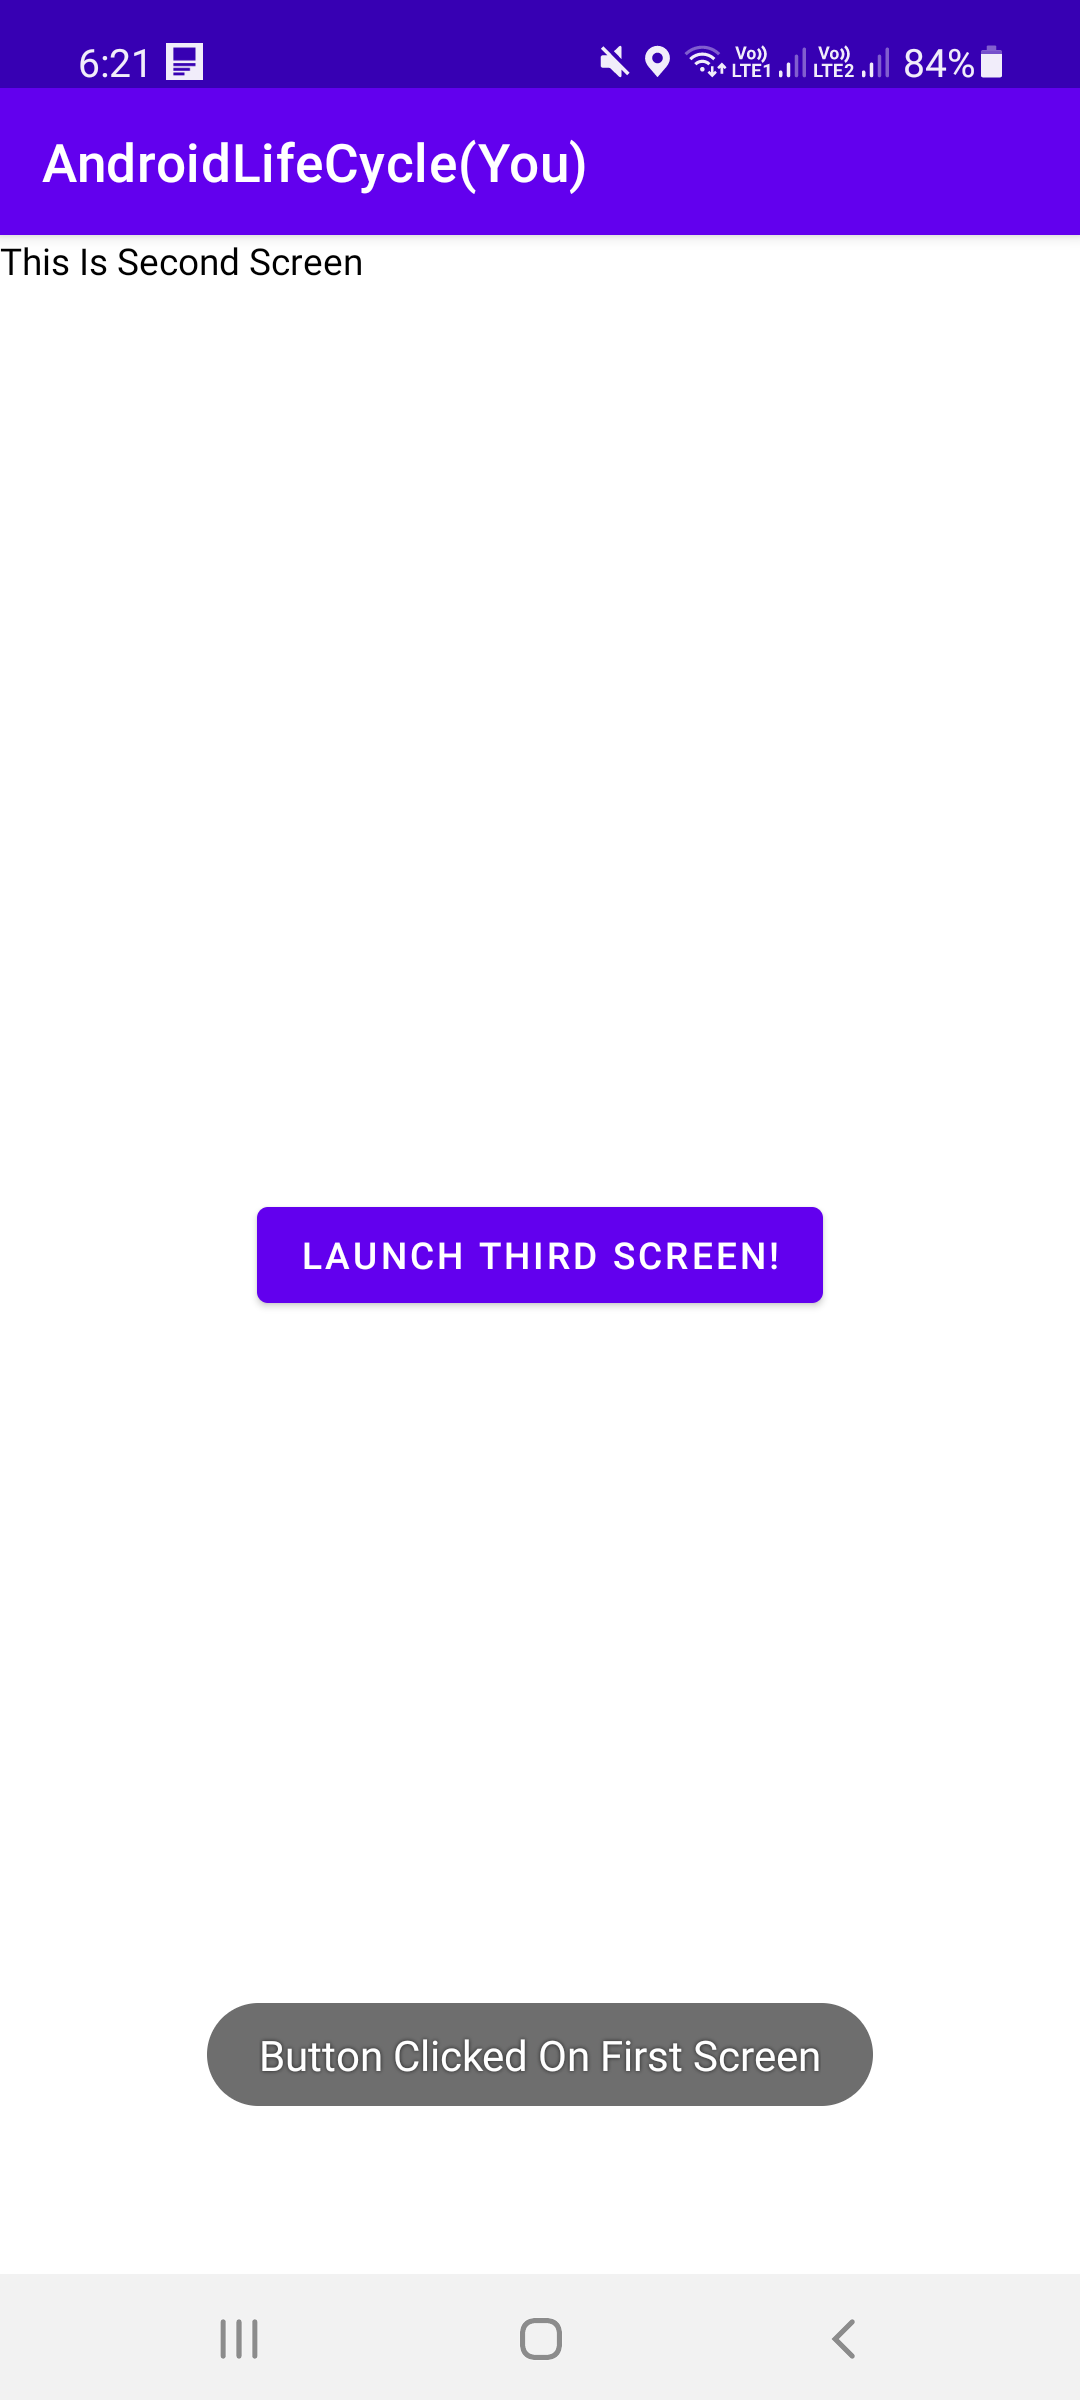 6:21
Vo)) LTE1 Vo)) LTE2 84%
AndroidLifeCycle(You)
This Is Second Screen
LAUNCH THIRD SCREEN!
Button Clicked On First Screen